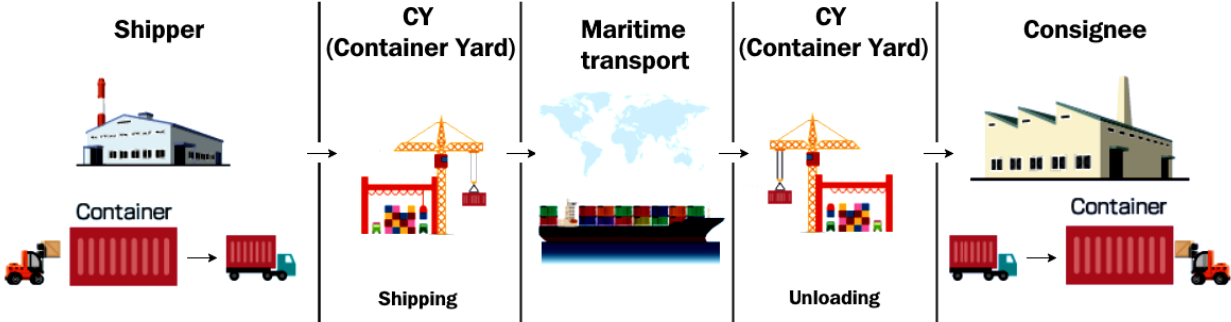 Shipper
Container
CY
(Container Yard)
Shipping
Maritime
transport
CY
(Container Yard)
Unloading
Consignee
Container